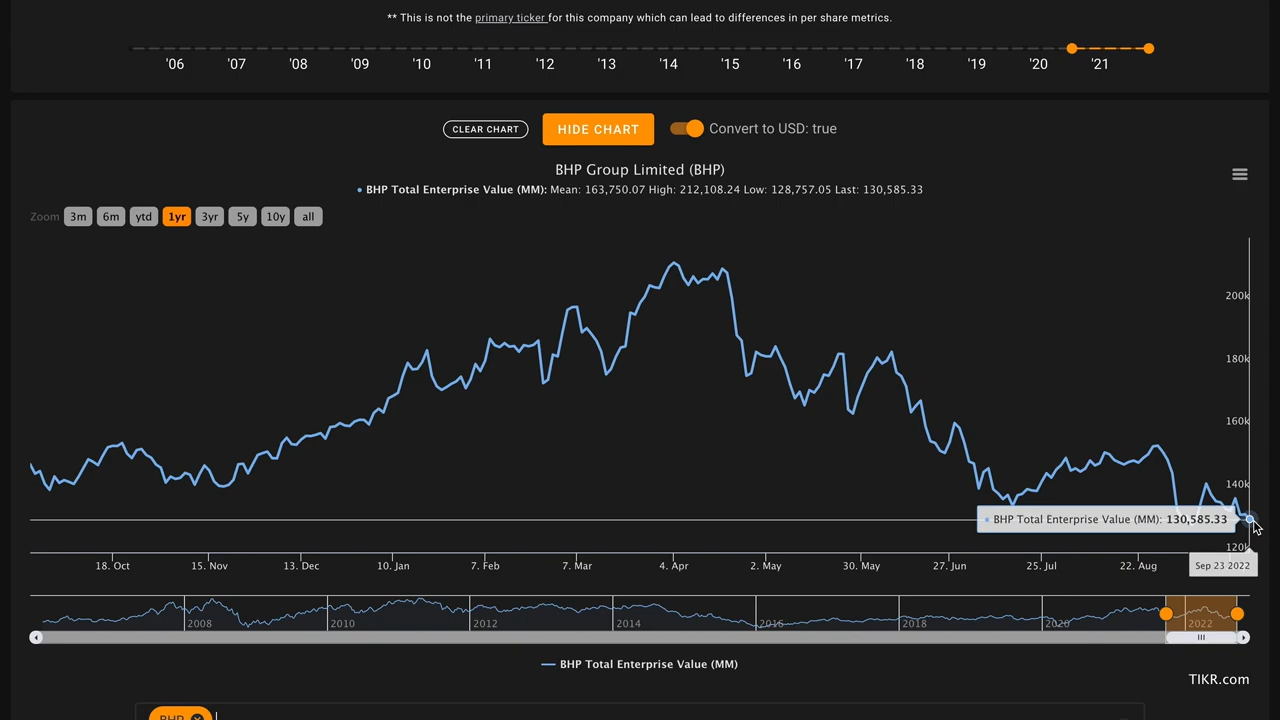 ** This is not the primary ticker for this company which can lead to differences in per share metrics.
'06 '07 '08 '09 '10 '11 '12 '13 '14 '15 '16 '17 '18 '19 '20 '21
CLEAR CHART HIDE CHART Convert to USD: true
BHP Group Limited (BHP)
BHP Total Enterprise Value (MM): Mean: 163,750.07 High: 212,108.24 Low: 128,757.05 Last: 130,585.33
Zoom 3m 6m ytd 1yr 3yr 5y 10y all
200k
180k
160k
140k
BHP Total Enterprise Value (MM): 130,585.33
120k
18. Oct 15. Nov 13. Dec 10. Jan 7. Feb 7. Mar 4. Apr 2. May 30. May 27. Jun 25. Jul 22. Aug Sep 23 2022
2008 2010 2012 2014 2016 2018 2020 2022
BHP Total Enterprise Value (MM)
TIKR.com
BHP